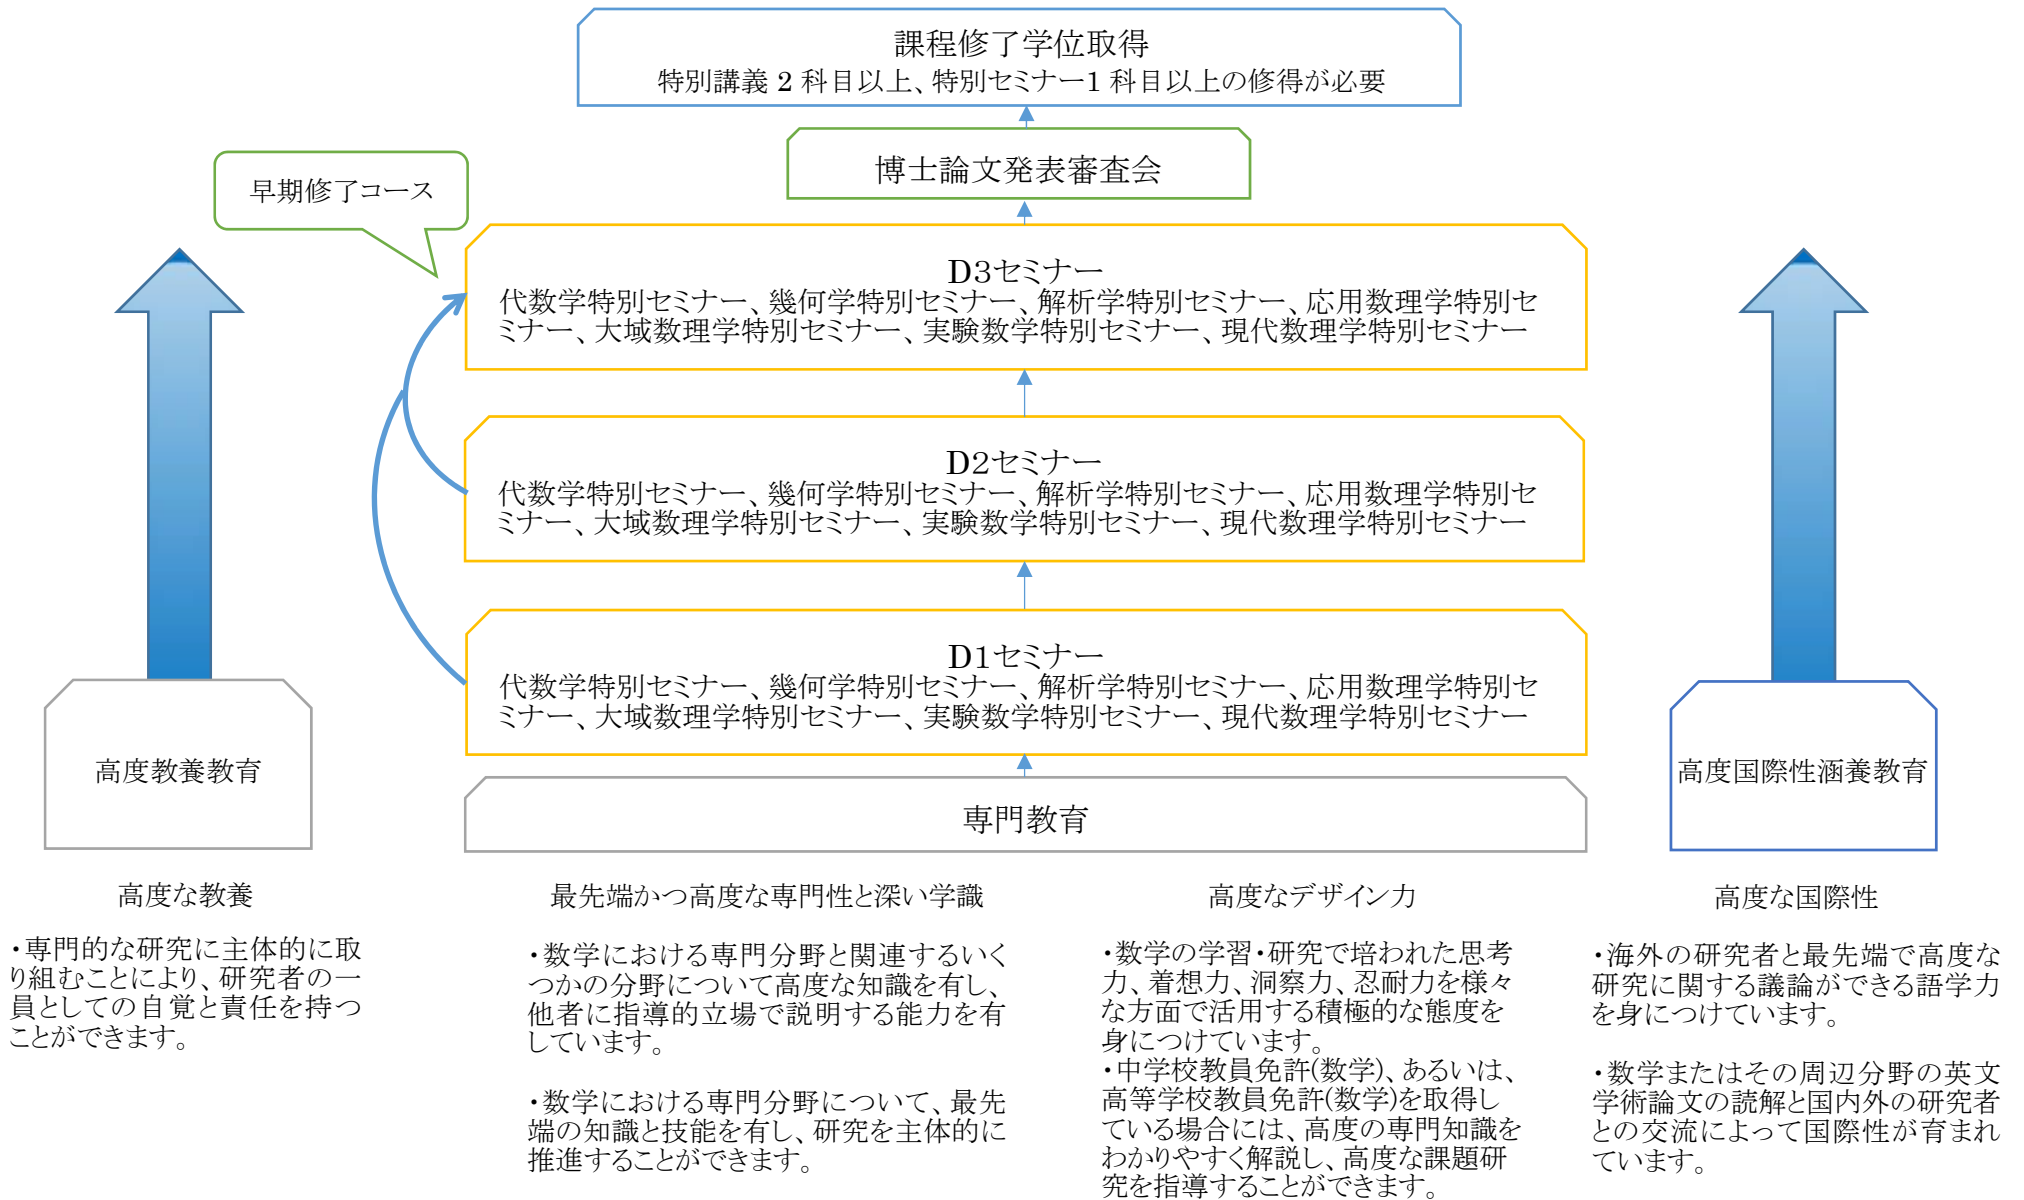 課程修了学位取得
特別講義 2 科目以上、特別セミナー1 科目以上の修得が必要
博士論文発表審査会
早期修了コース
D3セミナー
代数学特別セミナー、幾何学特別セミナー、解析学特別セミナー、応用数理学特別セ
ミナー、大域数理学特別セミナー、実験数学特別セミナー、現代数理学特別セミナー
D2セミナー
代数学特別セミナー、幾何学特別セミナー、解析学特別セミナー、応用数理学特別セ
ミナー、大域数理学特別セミナー、実験数学特別セミナー、現代数理学特別セミナー
D1セミナー
代数学特別セミナー、幾何学特別セミナー、解析学特別セミナー、応用数理学特別セ
ミナー、大域数理学特別セミナー、実験数学特別セミナー、現代数理学特別セミナー
高度教養教育
専門教育
高度国際性涵養教育
高度な教養
・専門的な研究に主体的に取
り組むことにより、研究者の一
員としての自覚と責任を持つ
ことができます。
最先端かつ高度な専門性と深い学識
・数学における専門分野と関連するいく
つかの分野について高度な知識を有し、
他者に指導的立場で説明する能力を有
しています。
・数学における専門分野について、最先
端の知識と技能を有し、研究を主体的に
推進することができます。
高度なデザイン力
・数学の学習・研究で培われた思考
力、着想力、洞察力、忍耐力を様々
な方面で活用する積極的な態度を
身につけています。
・中学校教員免許(数学)、あるいは、
高等学校教員免許(数学)を取得し
ている場合には、高度の専門知識を
わかりやすく解説し、高度な課題研
究を指導することができます。
高度な国際性
・海外の研究者と最先端で高度な
研究に関する議論ができる語学力
を身につけています。
・数学またはその周辺分野の英文
学術論文の読解と国内外の研究者
との交流によって国際性が育まれ
ています。